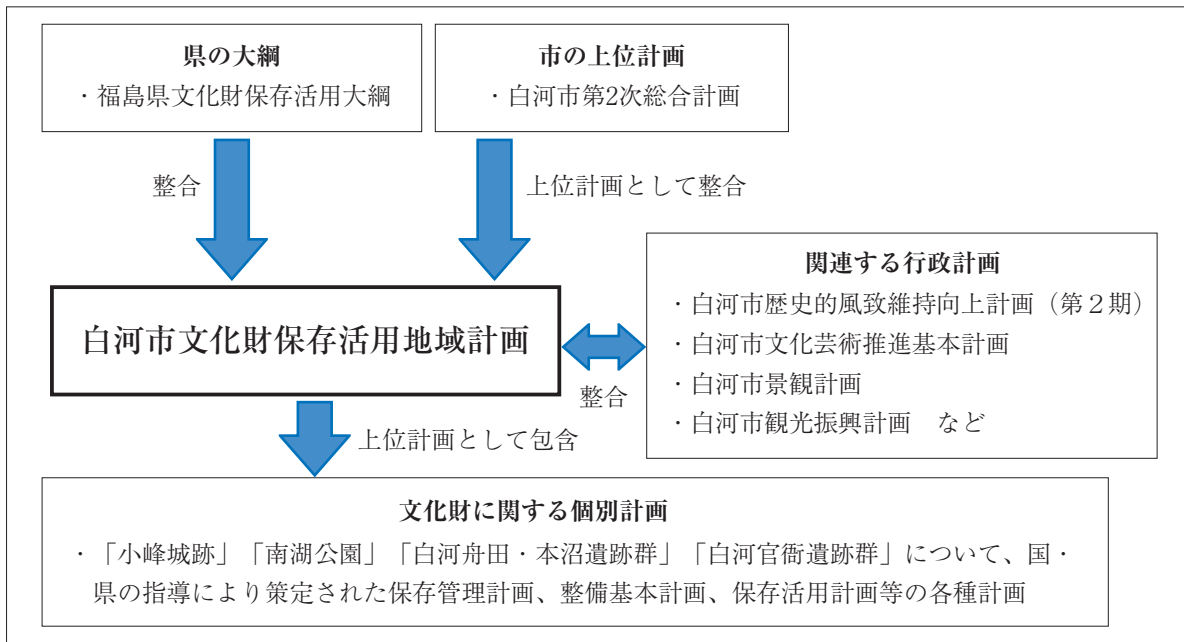 県の大綱
・福島県文化財保存活用大綱
市の上位計画
・白河市第2次総合計画
整合
上位計画として整合
関連する行政計画
・白河市歴史的風致維持向上計画（第２期）
・白河市文化芸術推進基本計画
・白河市景観計画
・白河市観光振興計画　など
白河市文化財保存活用地域計画
整合
上位計画として包含
文化財に関する個別計画
・「小峰城跡」「南湖公園」「白河舟田・本沼遺跡群」「白河官衙遺跡群」について、国・
県の指導により策定された保存管理計画、整備基本計画、保存活用計画等の各種計画